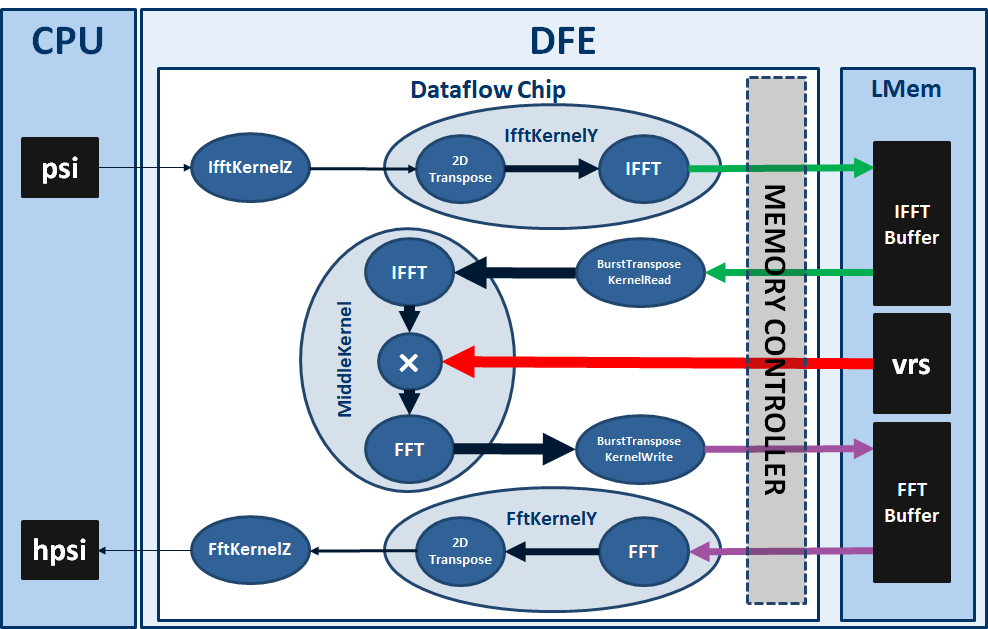 CPU
DFE
Dataflow Chip
LMem
psi
IfftKernelZ
IfftKernelY
2D
Transpose
IFFT
IFFT
Buffer
MEMORY CONTROLLER
MiddleKernel
IFFT
BurstTranspose
KernelRead
×
vrs
FFT
BurstTranspose
KernelWrite
FFT
Buffer
hpsi
FftKernelZ
FftKernelY
2D
Transpose
FFT